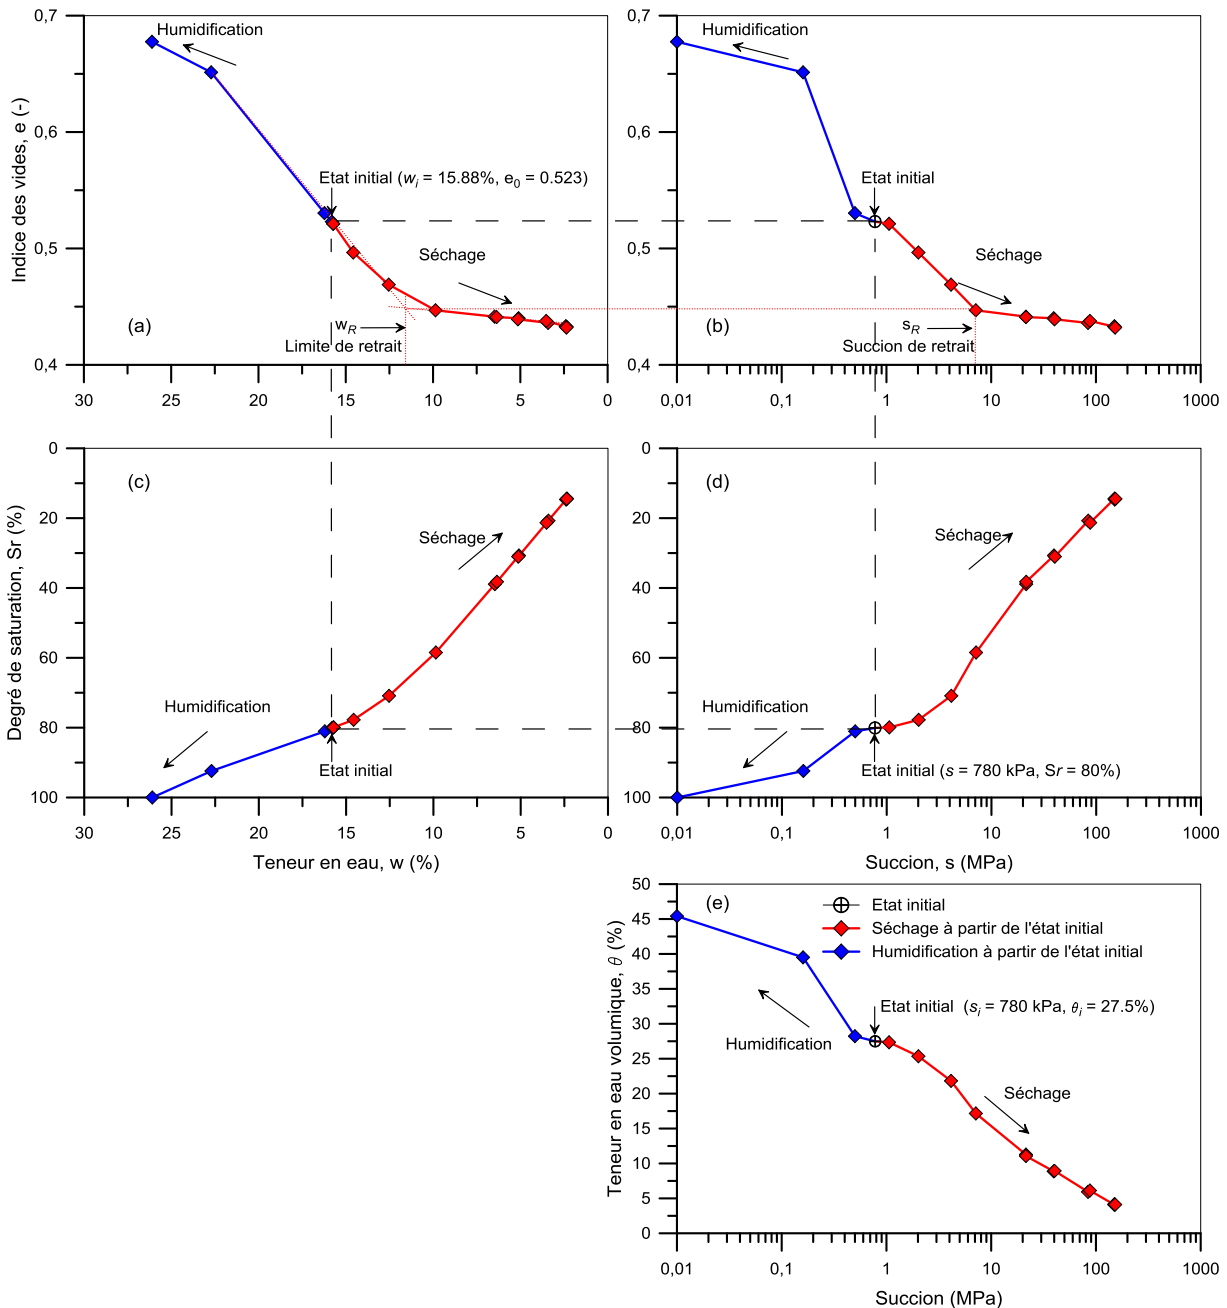 0,7
0,6
0,5
0,4
Indice des vides, e (-)
Humidification
Etat initial (wi = 15.88%, e0 = 0.523)
Séchage
(a)
wR
Limite de retrait
30
25
20
15
10
5
0
0,7
0,6
0,5
0,4
Humidification
Etat initial
Séchage
(b)
sR
Succion de retrait
0,01
0,1
1
10
100
1000
0
20
40
60
80
100
Degré de saturation, Sr (%)
(c)
Séchage
Humidification
Etat initial
30
25
20
15
10
5
0
Teneur en eau, w (%)
0
20
40
60
80
100
(d)
Séchage
Humidification
Etat initial (s = 780 kPa, Sr = 80%)
0,01
0,1
1
10
100
1000
Succion, s (MPa)
50
45
40
35
30
25
20
15
10
5
0
Teneur en eau volumique, θ (%)
(e)
Etat initial
Séchage à partir de l'état initial
Humidification à partir de l'état initial
Etat initial (si = 780 kPa, θi = 27.5%)
Humidification
Séchage
0,01
0,1
1
10
100
1000
Succion (MPa)